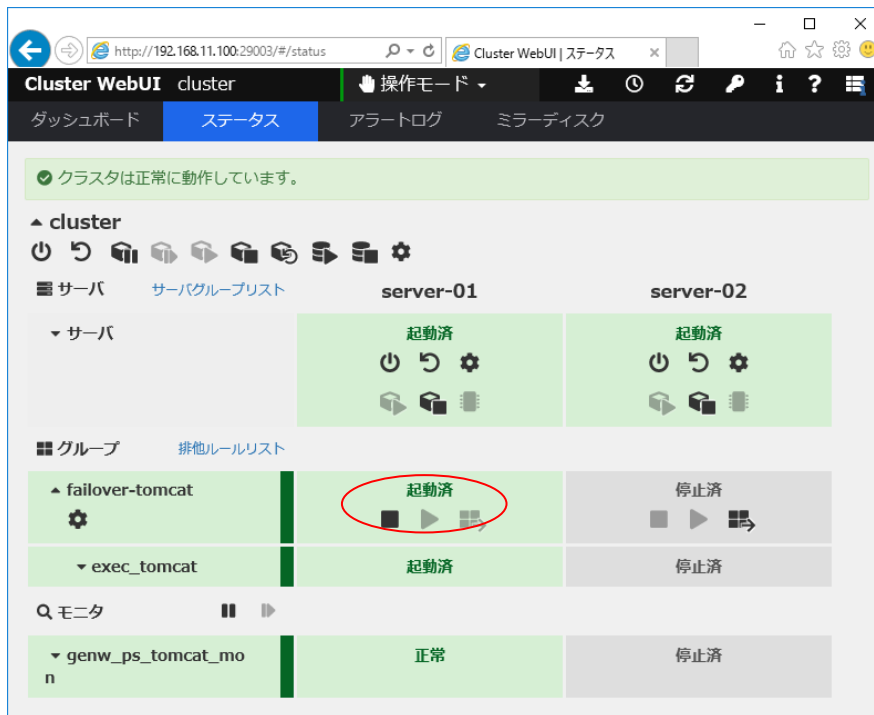 http://192.168.11.100:29003/#/status
Cluster WebUI | ステータス
Cluster WebUI cluster 操作モード
ダッシュボード ステータス アラートログ ミラーディスク
クラスタは正常に動作しています。
cluster
サーバ サーバグループリスト server-01 server-02
サーバ 起動済 起動済
グループ 排他ルールリスト
failover-tomcat 起動済 停止済
exec_tomcat 起動済 停止済
モニタ
genw_ps_tomcat_mo 正常 停止済
n